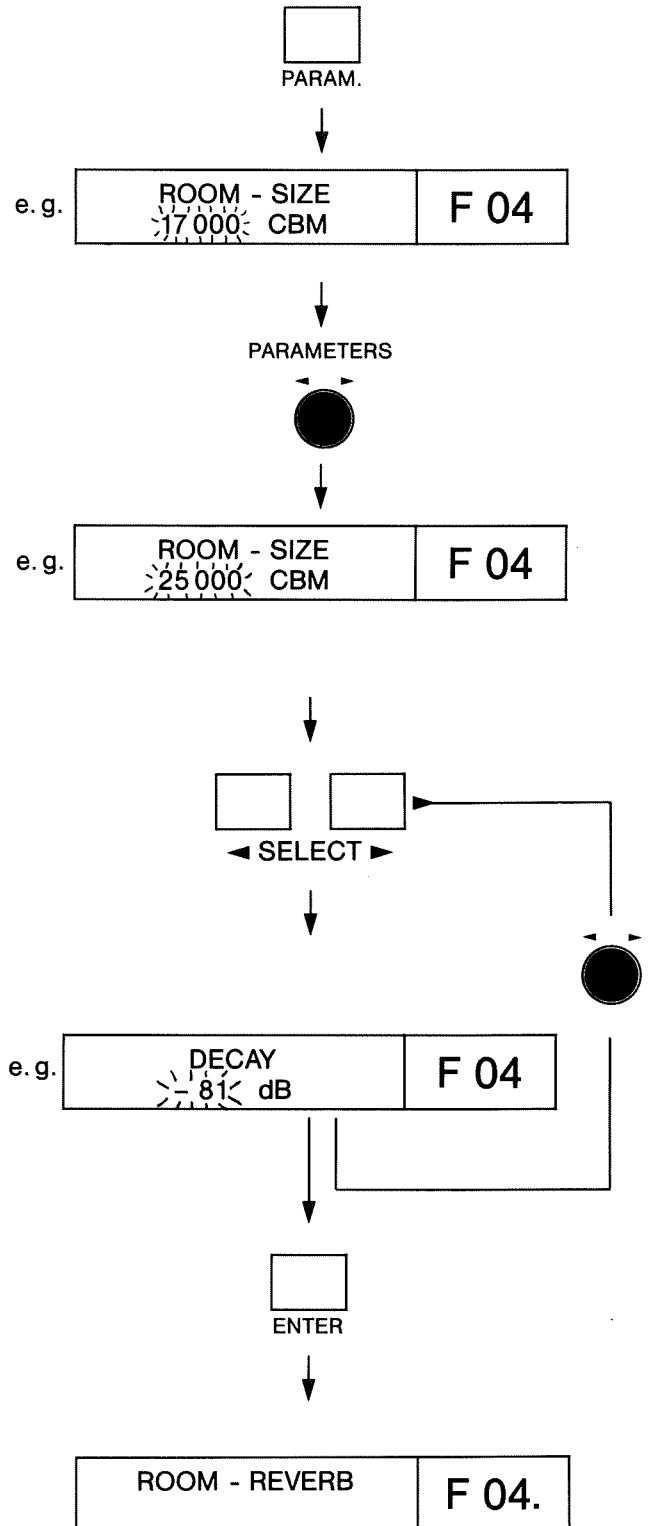 PARAM.
e. g.
ROOM - SIZE
17 000 CBM
F 04
PARAMETERS
e. g.
ROOM - SIZE
25 000 CBM
F 04
◄ SELECT ►
e. g.
DECAY
– 81 dB
F 04
ENTER
ROOM - REVERB
F 04.